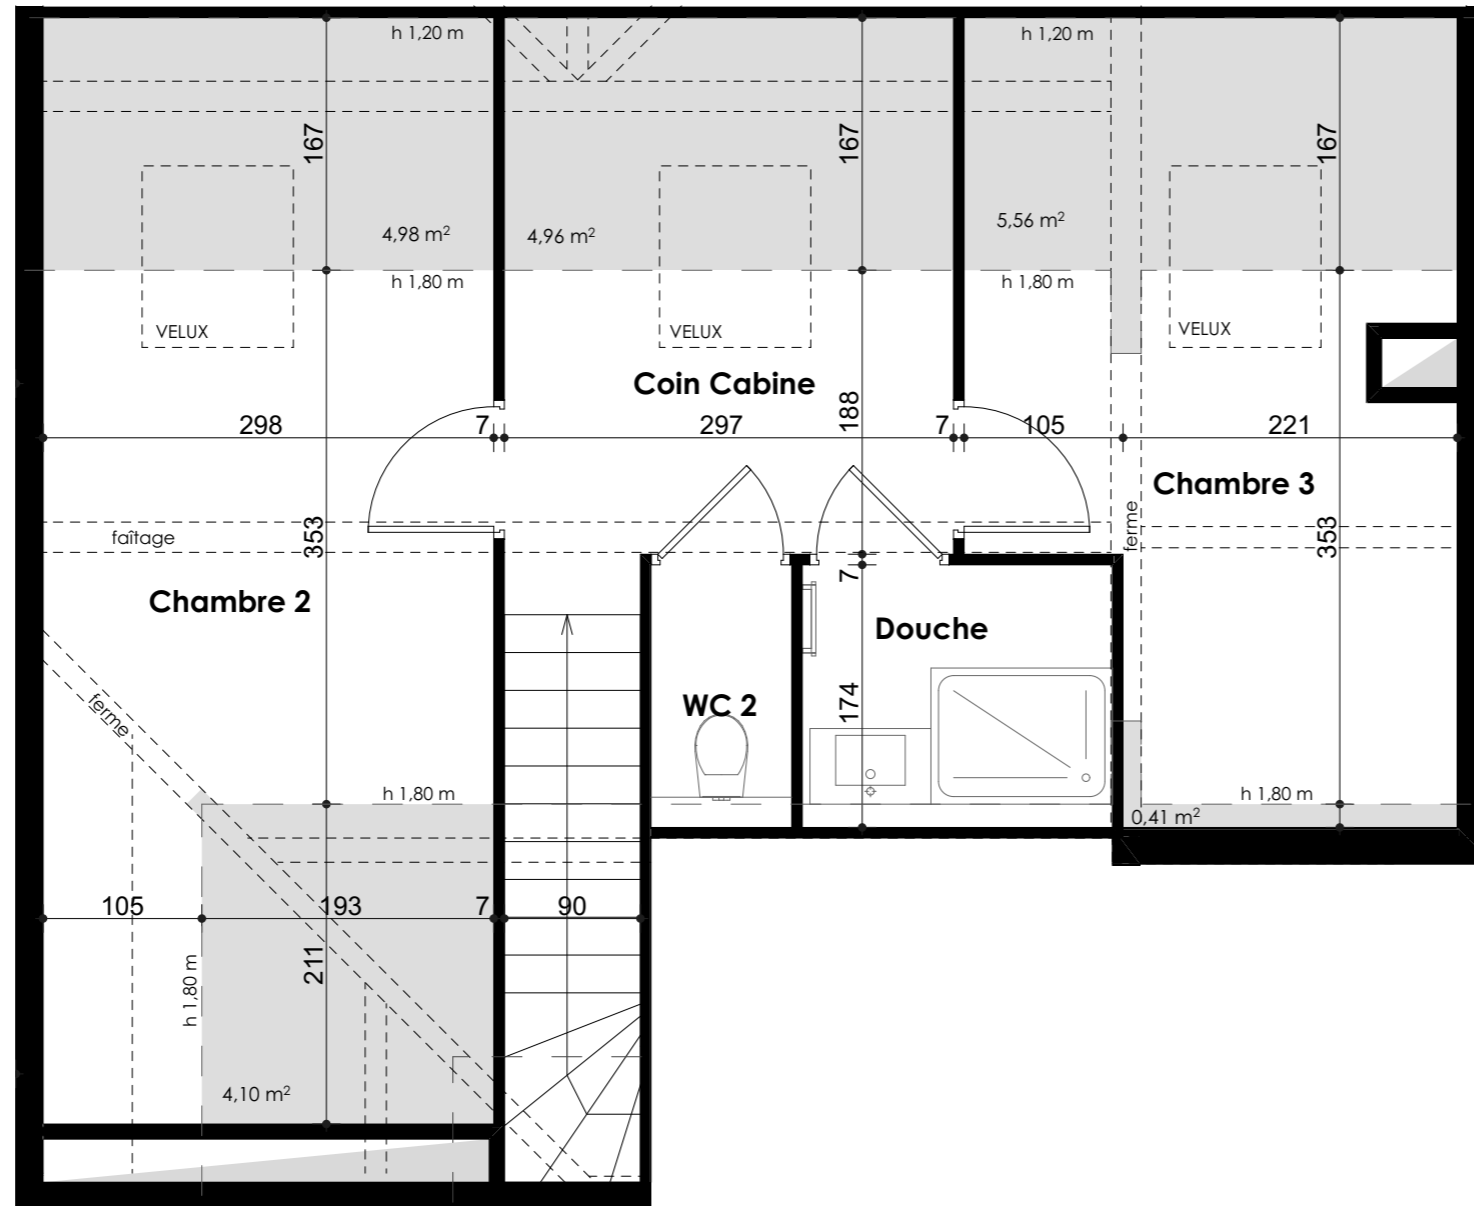 h 1,20 m
h 1,20 m
167
167
167
4,98 m²
4,96 m²
5,56 m²
h 1,80 m
h 1,80 m
VELUX
VELUX
VELUX
Coin Cabine
298
7
297
188
7
105
221
Chambre 3
faîtage
353
ferme
353
Chambre 2
7
Douche
ferme
WC 2
174
h 1,80 m
h 1,80 m
0,41 m²
105
193
7
90
211
h 1,80 m
4,10 m²